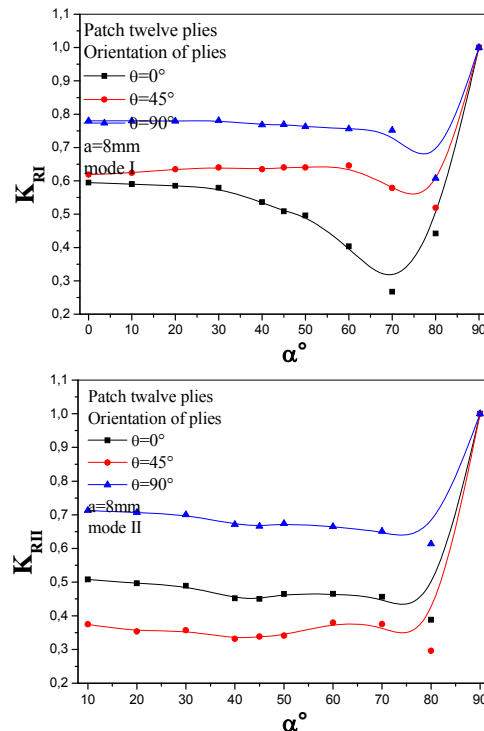 1,1
1,0
0,9
0,8
0,7
0,6
0,5
0,4
0,3
0,2
K_RI
Patch twelve plies
Orientation of plies
θ=0°
θ=45°
θ=90°
a=8mm
mode I
0 10 20 30 40 50 60 70 80 90
α°
1,1
1,0
0,9
0,8
0,7
0,6
0,5
0,4
0,3
0,2
K_RII
Patch twalve plies
Orientation of plies
θ=0°
θ=45°
θ=90°
a=8mm
mode II
10 20 30 40 50 60 70 80 90
α°